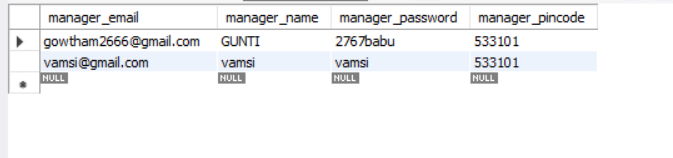 manager_email manager_name manager_password manager_pincode
gowtham2666@gmail.com GUNTI 2767babu 533101
vamsi@gmail.com vamsi vamsi 533101
NULL NULL NULL NULL